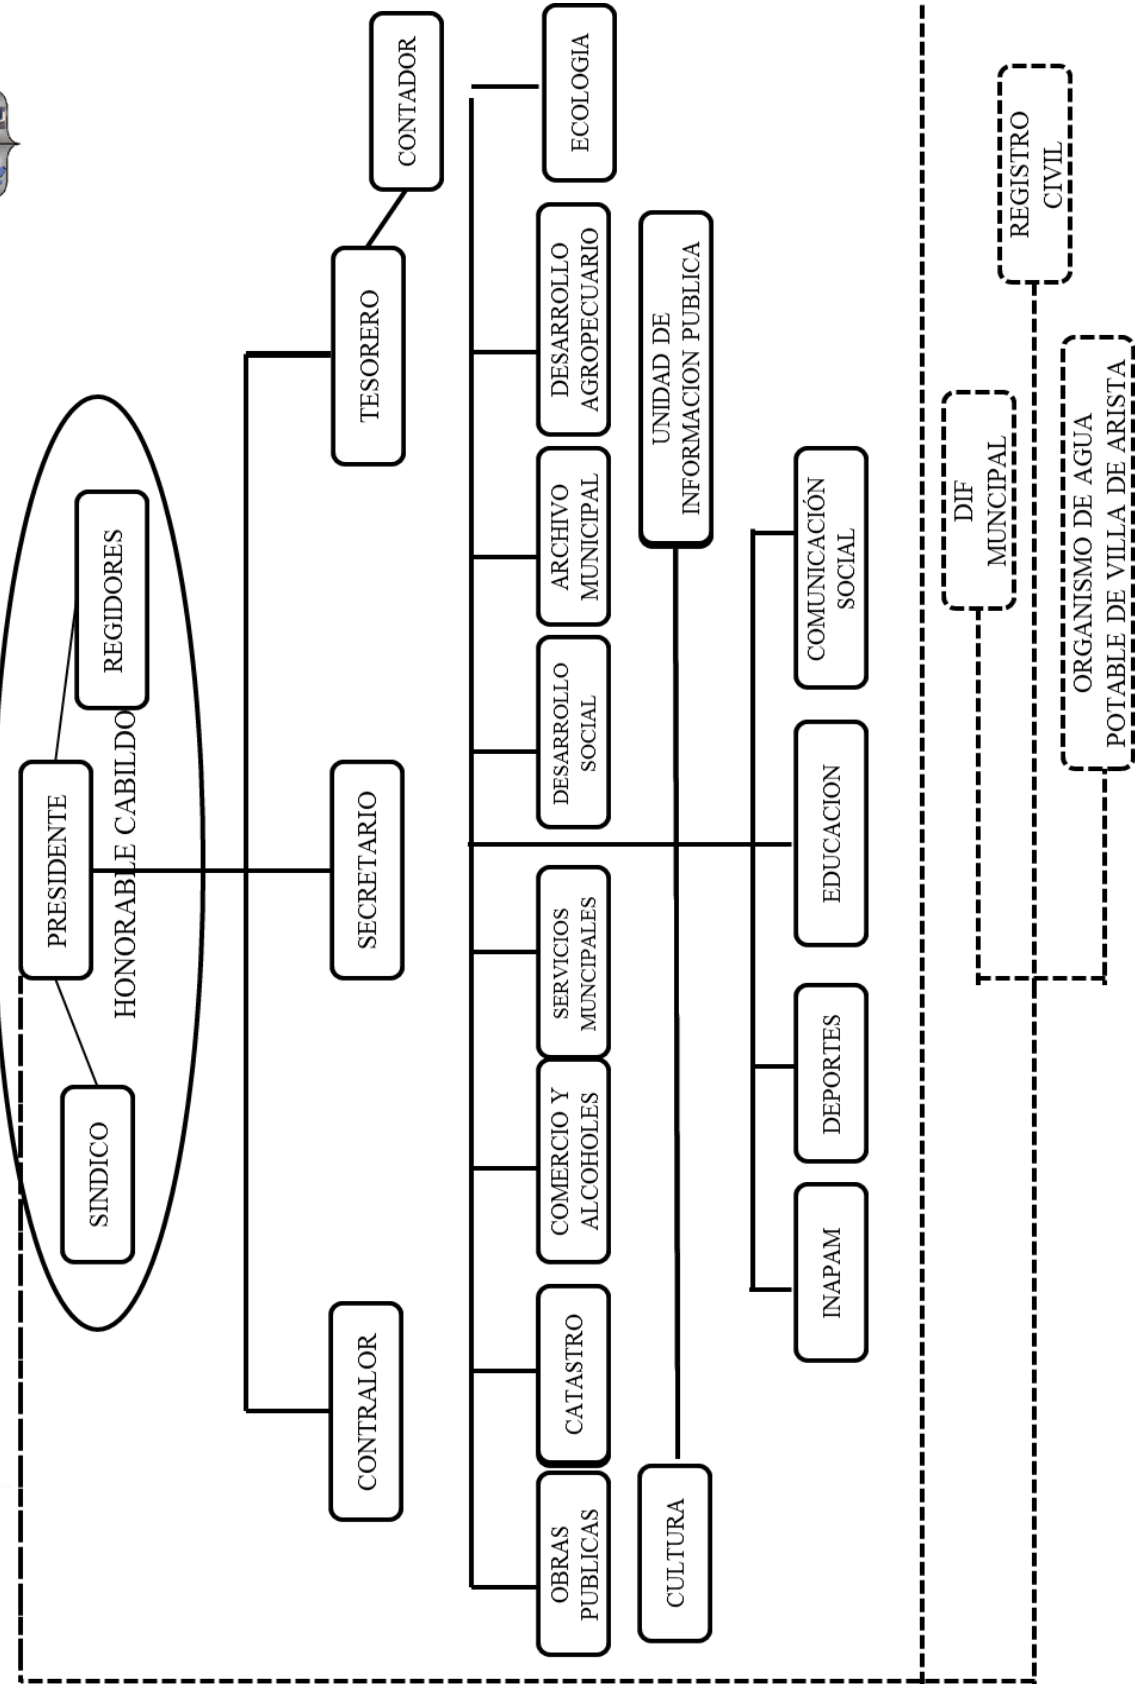 PRESIDENTE
SINDICO
REGIDORES
HONORABLE CABILDO
CONTRALOR
SECRETARIO
TESORERO
CONTADOR
OBRAS
PUBLICAS
CATASTRO
COMERCIO Y
ALCOHOLES
SERVICIOS
MUNCIPALES
DESARROLLO
SOCIAL
ARCHIVO
MUNICIPAL
DESARROLLO
AGROPECUARIO
ECOLOGIA
CULTURA
UNIDAD DE
INFORMACION PUBLICA
INAPAM
DEPORTES
EDUCACION
COMUNICACIÓN
SOCIAL
DIF
MUNCIPAL
REGISTRO
CIVIL
ORGANISMO DE AGUA
POTABLE DE VILLA DE ARISTA